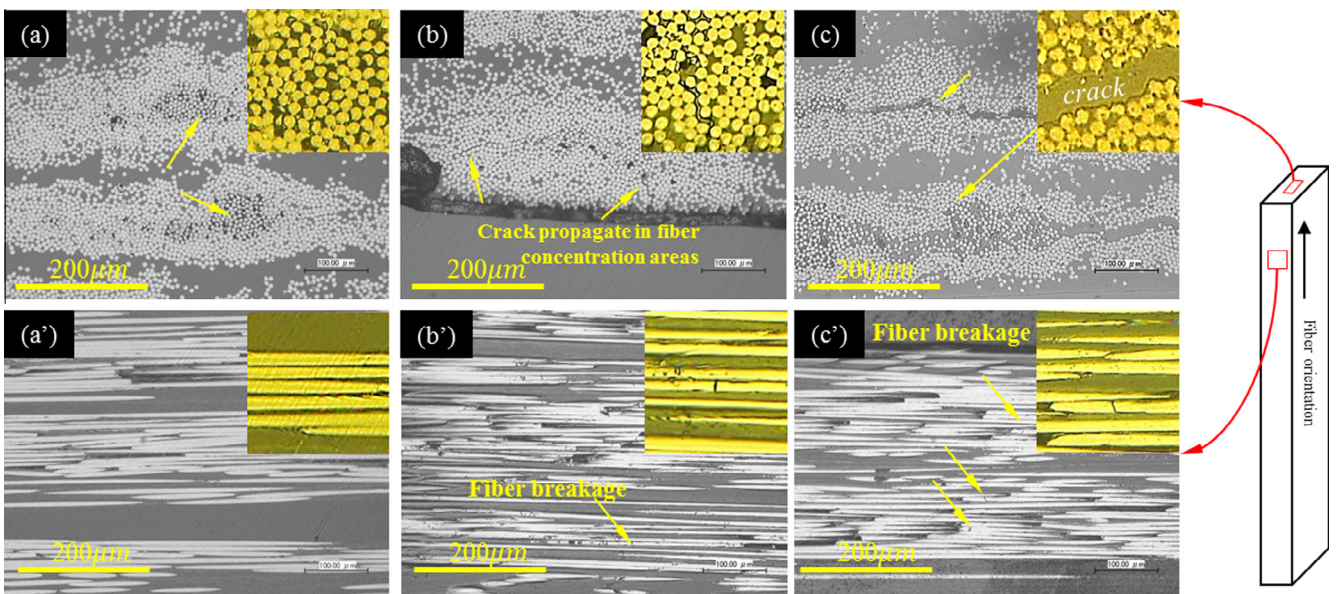 (a)
(b)
(c)
crack
Crack propagate in fiber
concentration areas
200μm
100.00 μm
200μm
100.00 μm
200μm
100.00 μm
(a’)
(b’)
(c’)
Fiber breakage
Fiber breakage
200μm
100.00 μm
200μm
100.00 μm
200μm
100.00 μm
Fiber orientation